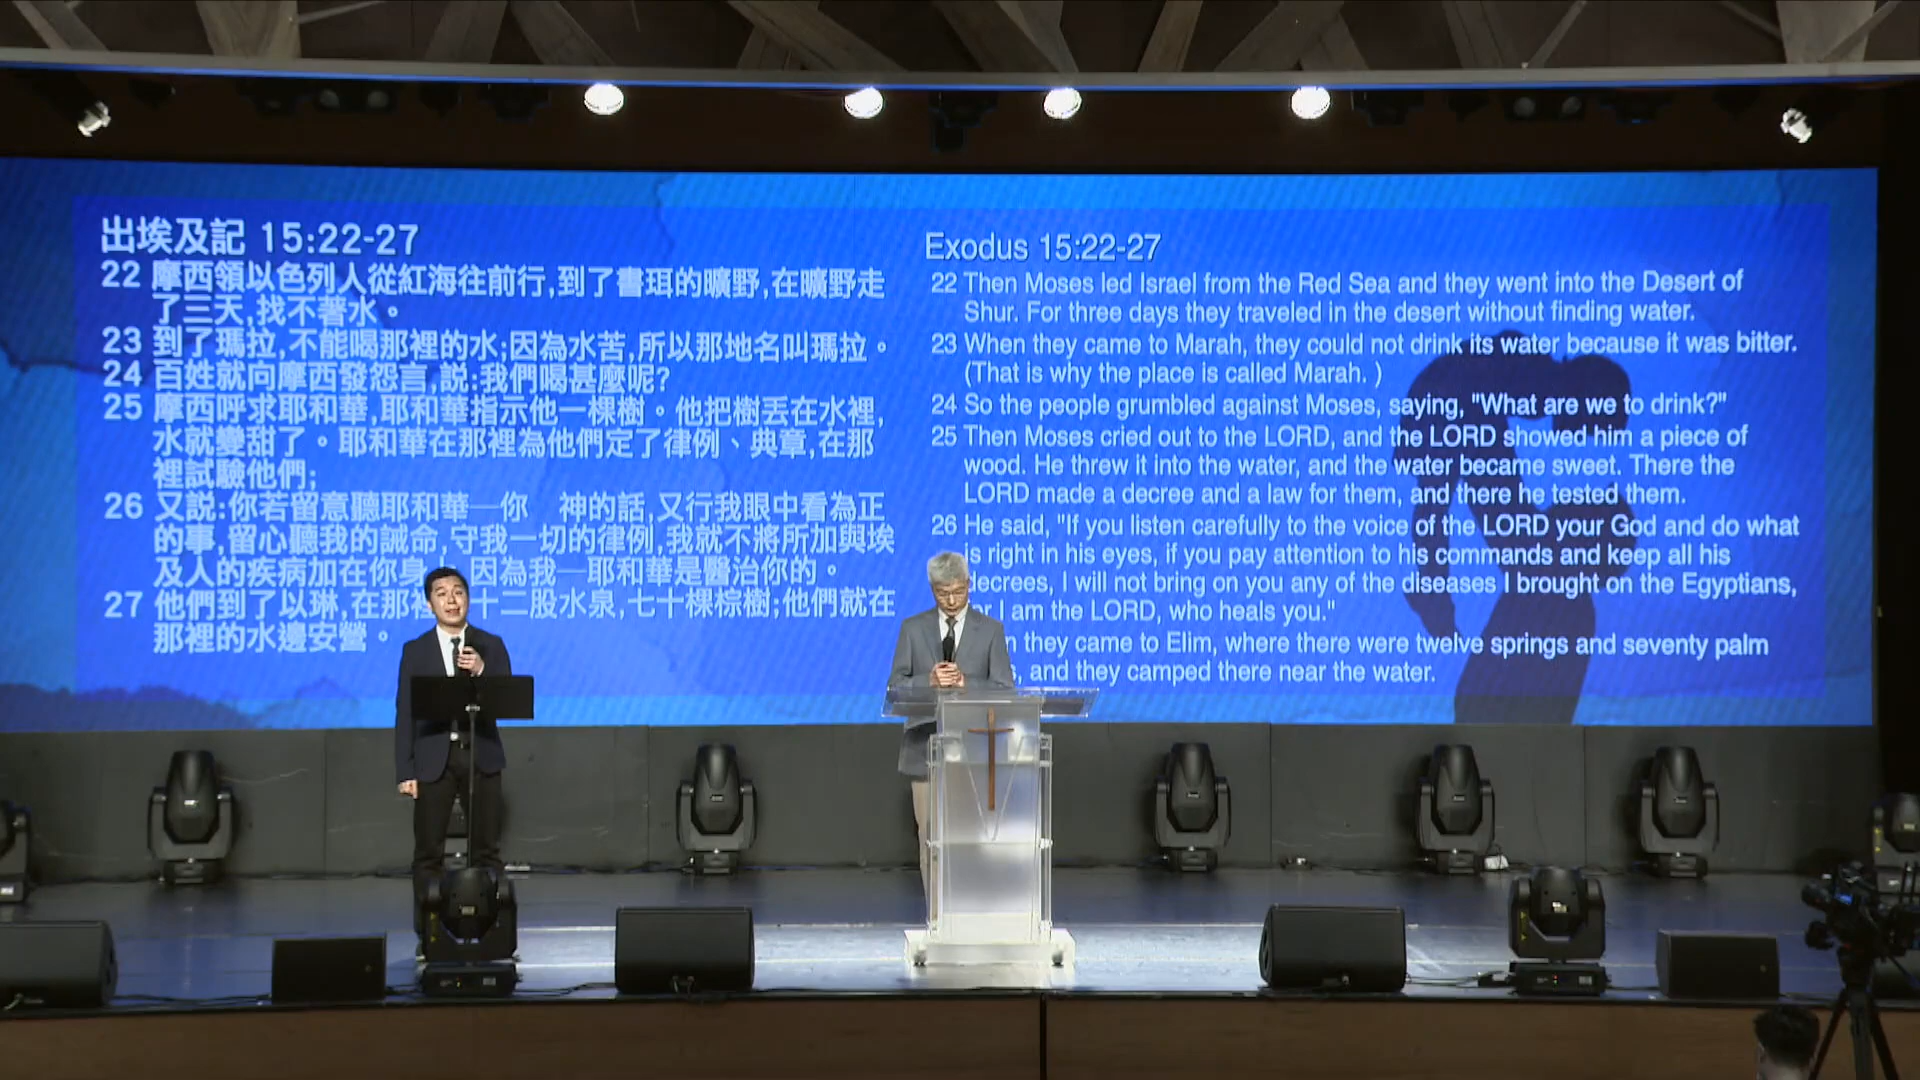 出埃及記 15:22-27
22 摩西領以色列人從紅海往前行,到了書珥的曠野,在曠野走
了三天,找不著水。
23 到了瑪拉,不能喝那裡的水;因為水苦,所以那地名叫瑪拉。
24 百姓就向摩西發怨言,說:我們喝甚麼呢?
25 摩西呼求耶和華,耶和華指示他一棵樹。他把樹丟在水裡,
水就變甜了。耶和華在那裡為他們定了律例、典章,在那
裡試驗他們;
26 又說:你若留意聽耶和華─你　神的話,又行我眼中看為正
的事,留心聽我的誡命,守我一切的律例,我就不將所加與埃
及人的疾病加在你身 因為我─耶和華是醫治你的。
27 他們到了以琳,在那裡 十二股水泉,七十棵棕樹;他們就在
那裡的水邊安營。
Exodus 15:22-27
22 Then Moses led Israel from the Red Sea and they went into the Desert of
Shur. For three days they traveled in the desert without finding water.
23 When they came to Marah, they could not drink its water because it was bitter.
(That is why the place is called Marah. )
24 So the people grumbled against Moses, saying, "What are we to drink?"
25 Then Moses cried out to the LORD, and the LORD showed him a piece of
wood. He threw it into the water, and the water became sweet. There the
LORD made a decree and a law for them, and there he tested them.
26 He said, "If you listen carefully to the voice of the LORD your God and do what
is right in his eyes, if you pay attention to his commands and keep all his
decrees, I will not bring on you any of the diseases I brought on the Egyptians,
I am the LORD, who heals you."
they came to Elim, where there were twelve springs and seventy palm
and they camped there near the water.